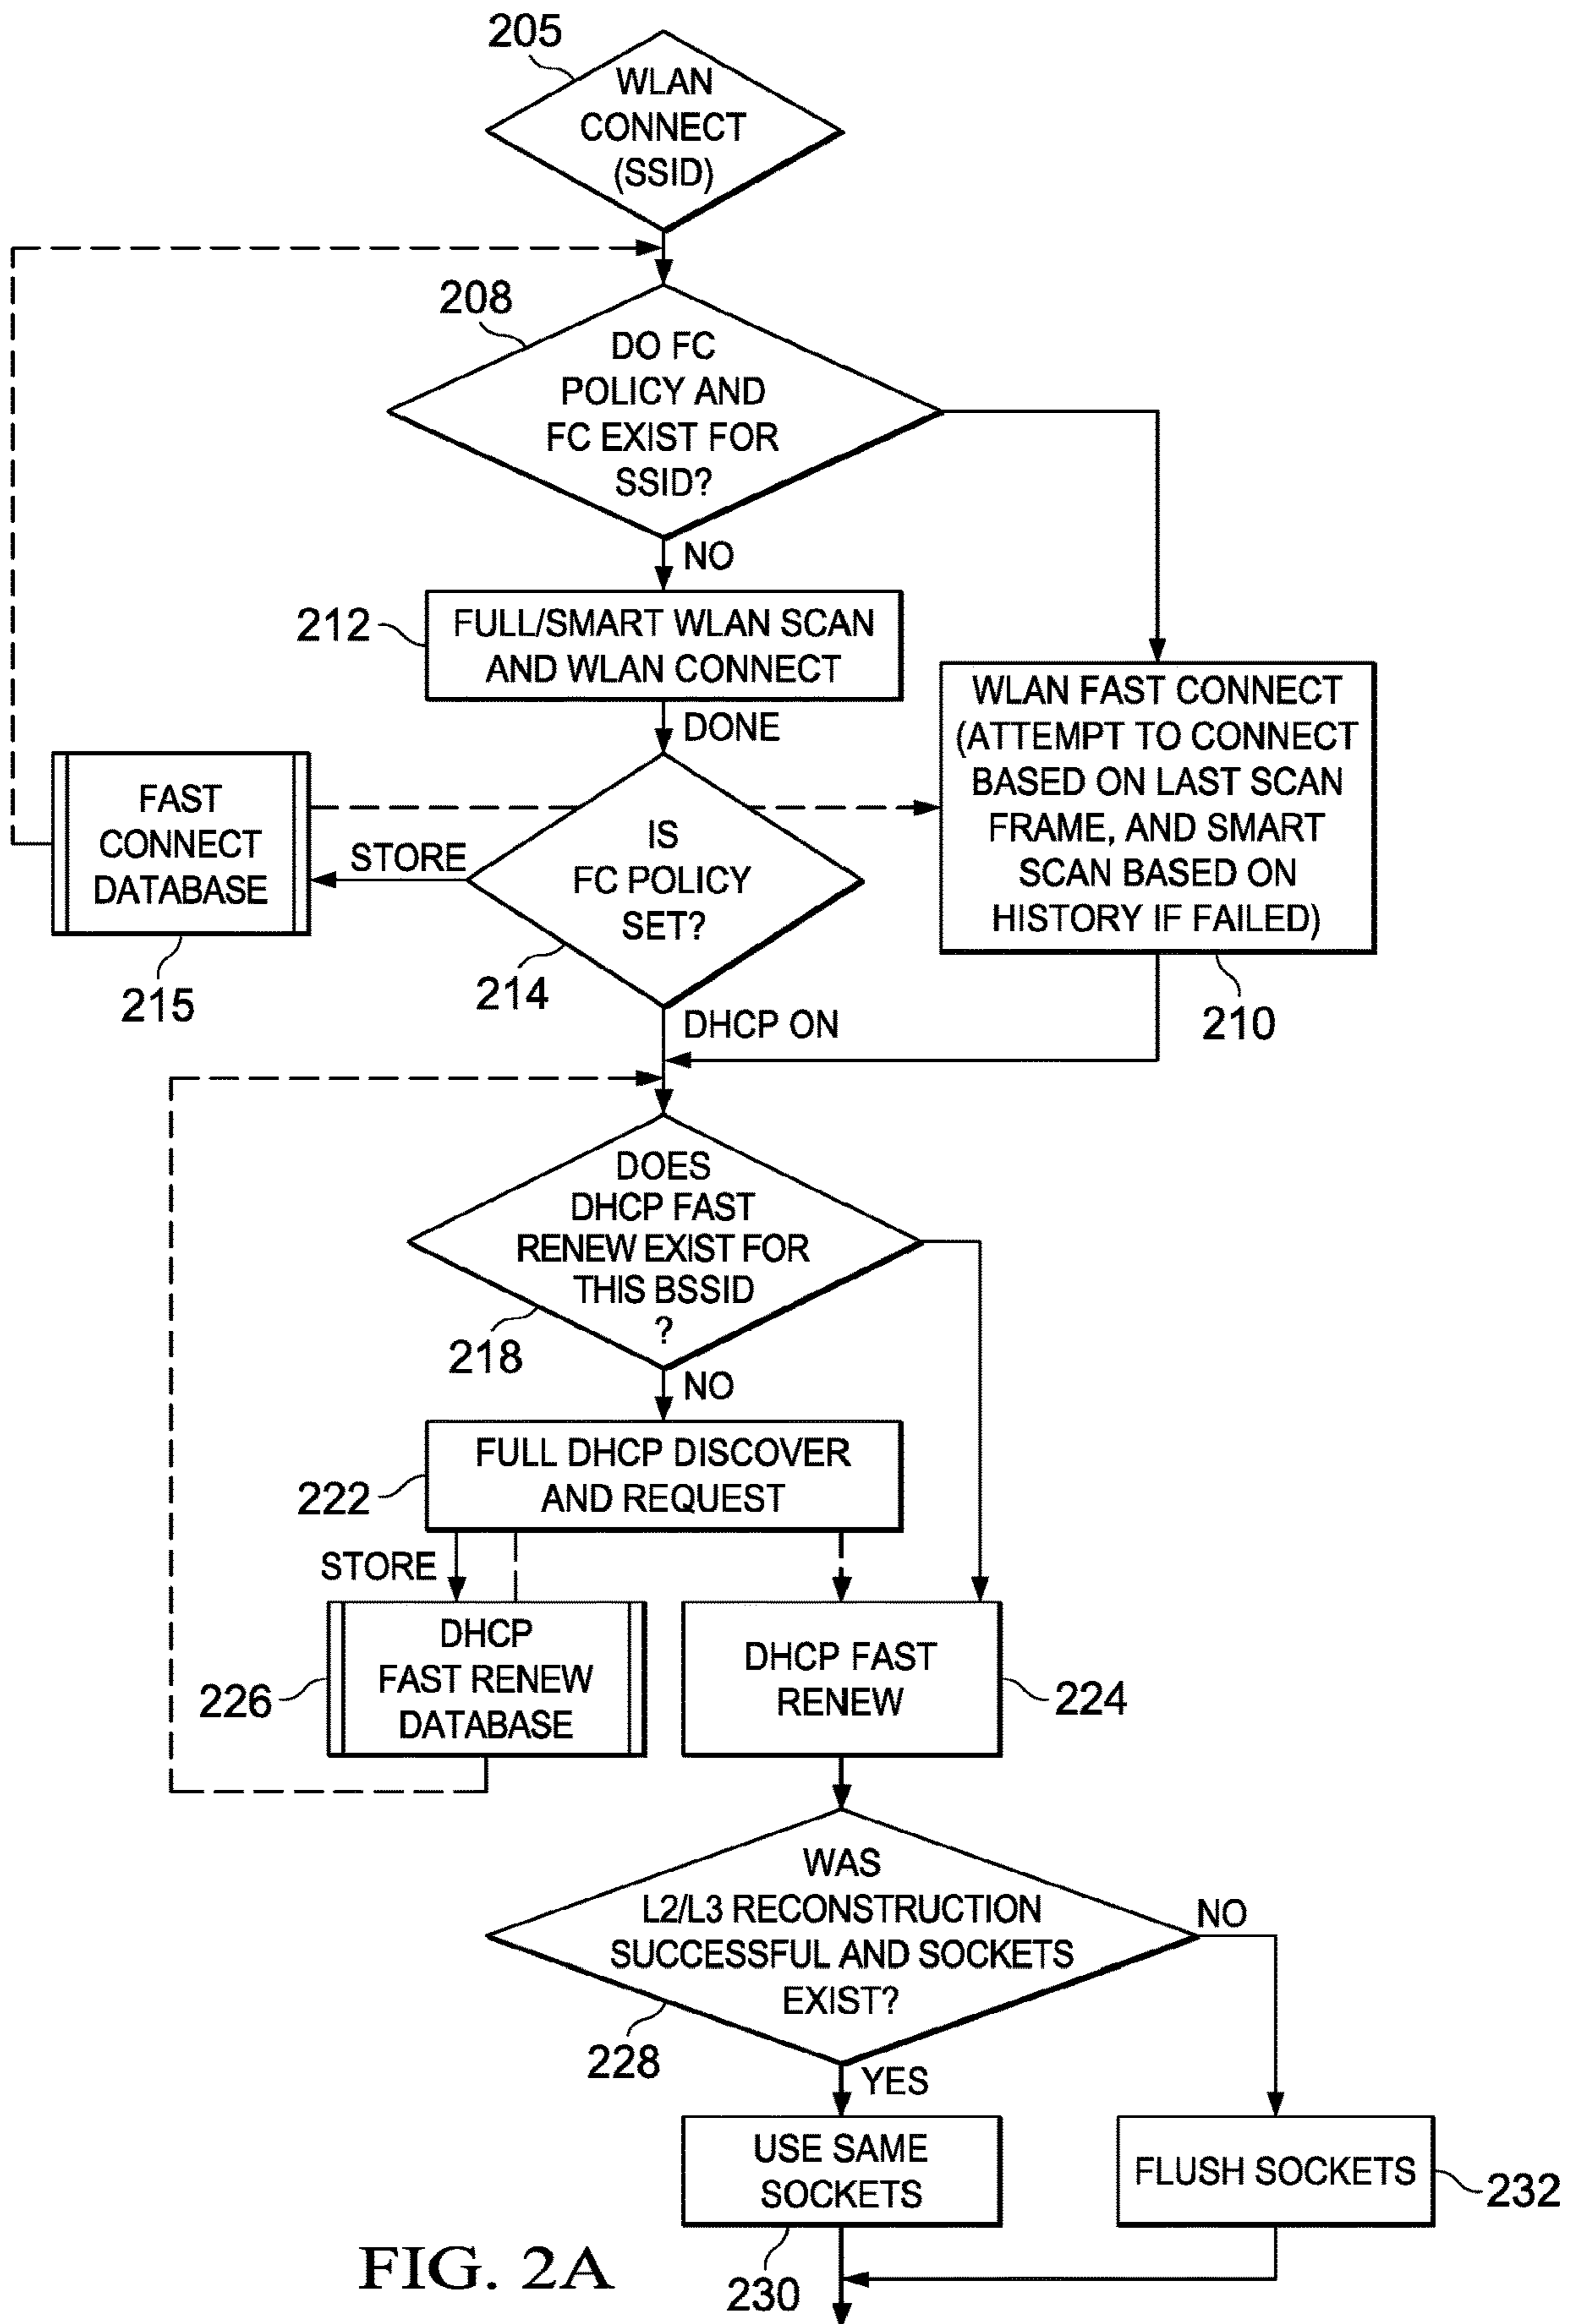 205
WLAN
CONNECT
(SSID)
208
DO FC
POLICY AND
FC EXIST FOR
SSID?
NO
212
FULL/SMART WLAN SCAN
AND WLAN CONNECT
DONE
WLAN FAST CONNECT
(ATTEMPT TO CONNECT
BASED ON LAST SCAN
FRAME, AND SMART
SCAN BASED ON
HISTORY IF FAILED)
210
FAST
CONNECT
DATABASE
215
STORE
IS
FC POLICY
SET?
214
DHCP ON
DOES
DHCP FAST
RENEW EXIST FOR
THIS BSSID
?
218
NO
222
FULL DHCP DISCOVER
AND REQUEST
STORE
226
DHCP
FAST RENEW
DATABASE
DHCP FAST
RENEW
224
WAS
L2/L3 RECONSTRUCTION
SUCCESSFUL AND SOCKETS
EXIST?
228
NO
YES
USE SAME
SOCKETS
230
FLUSH SOCKETS
232
FIG. 2A